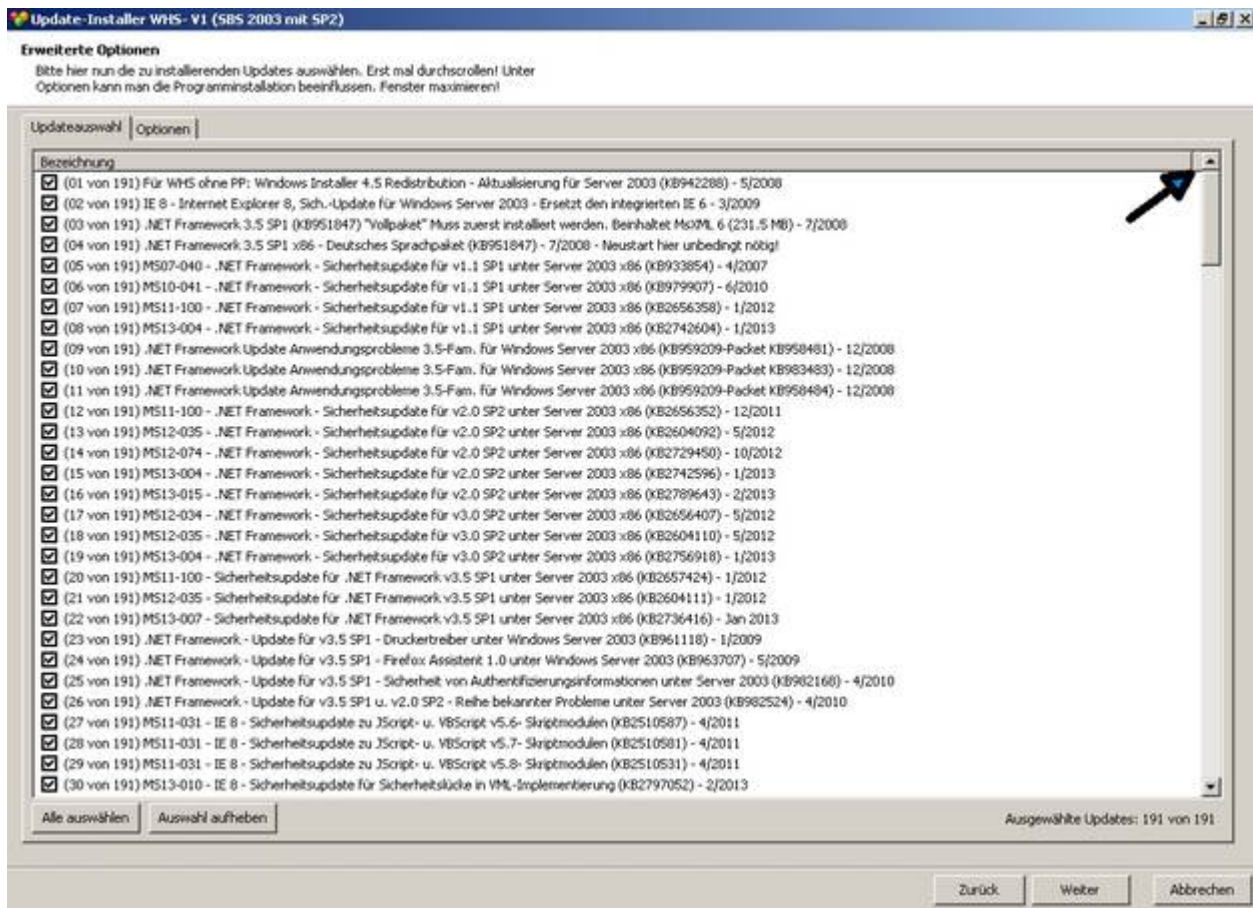 Update-Installer WHS- V1 (SBS 2003 mit SP2)
Erweiterte Optionen
Bitte hier nun die zu installierenden Updates auswählen. Erst mal durchscrollen! Unter
Optionen kann man die Programminstallation beeinflussen. Fenster maximieren!
Updateauswahl Optionen
Bezeichnung
(01 von 191) Für WHS ohne PP: Windows Installer 4.5 Redistribution - Aktualisierung für Server 2003 (KB942288) - 5/2008
(02 von 191) IE 8 - Internet Explorer 8, Sich.-Update für Windows Server 2003 - Ersetzt den integrierten IE 6 - 3/2009
(03 von 191) .NET Framework 3.5 SP1 (KB951847) "Vollpaket" Muss zuerst installiert werden. Beinhaltet MsXML 6 (231.5 MB) - 7/2008
(04 von 191) .NET Framework 3.5 SP1 x86 - Deutsches Sprachpaket (KB951847) - 7/2008 - Neustart hier unbedingt nötig!
(05 von 191) MS07-040 - .NET Framework - Sicherheitsupdate für v1.1 SP1 unter Server 2003 x86 (KB933854) - 4/2007
(06 von 191) MS10-041 - .NET Framework - Sicherheitsupdate für v1.1 SP1 unter Server 2003 x86 (KB979907) - 6/2010
(07 von 191) MS11-100 - .NET Framework - Sicherheitsupdate für v1.1 SP1 unter Server 2003 x86 (KB2656358) - 1/2012
(08 von 191) MS13-004 - .NET Framework - Sicherheitsupdate für v1.1 SP1 unter Server 2003 x86 (KB2742604) - 1/2013
(09 von 191) .NET Framework Update Anwendungsprobleme 3.5-Fam. für Windows Server 2003 x86 (KB959209-Packet KB958481) - 12/2008
(10 von 191) .NET Framework Update Anwendungsprobleme 3.5-Fam. für Windows Server 2003 x86 (KB959209-Packet KB983483) - 12/2008
(11 von 191) .NET Framework Update Anwendungsprobleme 3.5-Fam. für Windows Server 2003 x86 (KB959209-Packet KB958484) - 12/2008
(12 von 191) MS11-100 - .NET Framework - Sicherheitsupdate für v2.0 SP2 unter Server 2003 x86 (KB2656352) - 12/2011
(13 von 191) MS12-035 - .NET Framework - Sicherheitsupdate für v2.0 SP2 unter Server 2003 x86 (KB2604092) - 5/2012
(14 von 191) MS12-074 - .NET Framework - Sicherheitsupdate für v2.0 SP2 unter Server 2003 x86 (KB2729450) - 10/2012
(15 von 191) MS13-004 - .NET Framework - Sicherheitsupdate für v2.0 SP2 unter Server 2003 x86 (KB2742596) - 1/2013
(16 von 191) MS13-015 - .NET Framework - Sicherheitsupdate für v2.0 SP2 unter Server 2003 x86 (KB2789643) - 2/2013
(17 von 191) MS12-034 - .NET Framework - Sicherheitsupdate für v3.0 SP2 unter Server 2003 x86 (KB2656407) - 5/2012
(18 von 191) MS12-035 - .NET Framework - Sicherheitsupdate für v3.0 SP2 unter Server 2003 x86 (KB2604110) - 5/2012
(19 von 191) MS13-004 - .NET Framework - Sicherheitsupdate für v3.0 SP2 unter Server 2003 x86 (KB2756918) - 1/2013
(20 von 191) MS11-100 - Sicherheitsupdate für .NET Framework v3.5 SP1 unter Server 2003 x86 (KB2657424) - 1/2012
(21 von 191) MS12-035 - Sicherheitsupdate für .NET Framework v3.5 SP1 unter Server 2003 x86 (KB2604111) - 1/2012
(22 von 191) MS13-007 - Sicherheitsupdate für .NET Framework v3.5 SP1 unter Server 2003 x86 (KB2736416) - Jan 2013
(23 von 191) .NET Framework - Update für v3.5 SP1 - Druckertreiber unter Windows Server 2003 (KB961118) - 1/2009
(24 von 191) .NET Framework - Update für v3.5 SP1 - Firefox Assistent 1.0 unter Windows Server 2003 (KB963707) - 5/2009
(25 von 191) .NET Framework - Update für v3.5 SP1 - Sicherheit von Authentifizierungsinformationen unter Server 2003 (KB982168) - 4/2010
(26 von 191) .NET Framework - Update für v3.5 SP1 u. v2.0 SP2 - Reihe bekannter Probleme unter Server 2003 (KB982524) - 4/2010
(27 von 191) MS11-031 - IE 8 - Sicherheitsupdate zu JScript- u. VBScript v5.6- Skriptmodulen (KB2510587) - 4/2011
(28 von 191) MS11-031 - IE 8 - Sicherheitsupdate zu JScript- u. VBScript v5.7- Skriptmodulen (KB2510581) - 4/2011
(29 von 191) MS11-031 - IE 8 - Sicherheitsupdate zu JScript- u. VBScript v5.8- Skriptmodulen (KB2510531) - 4/2011
(30 von 191) MS13-010 - IE 8 - Sicherheitsupdate für Sicherheitslücke in VML-Implementierung (KB2797052) - 2/2013
Alle auswählen Auswahl aufheben Ausgewählte Updates: 191 von 191
Zurück Weiter Abbrechen